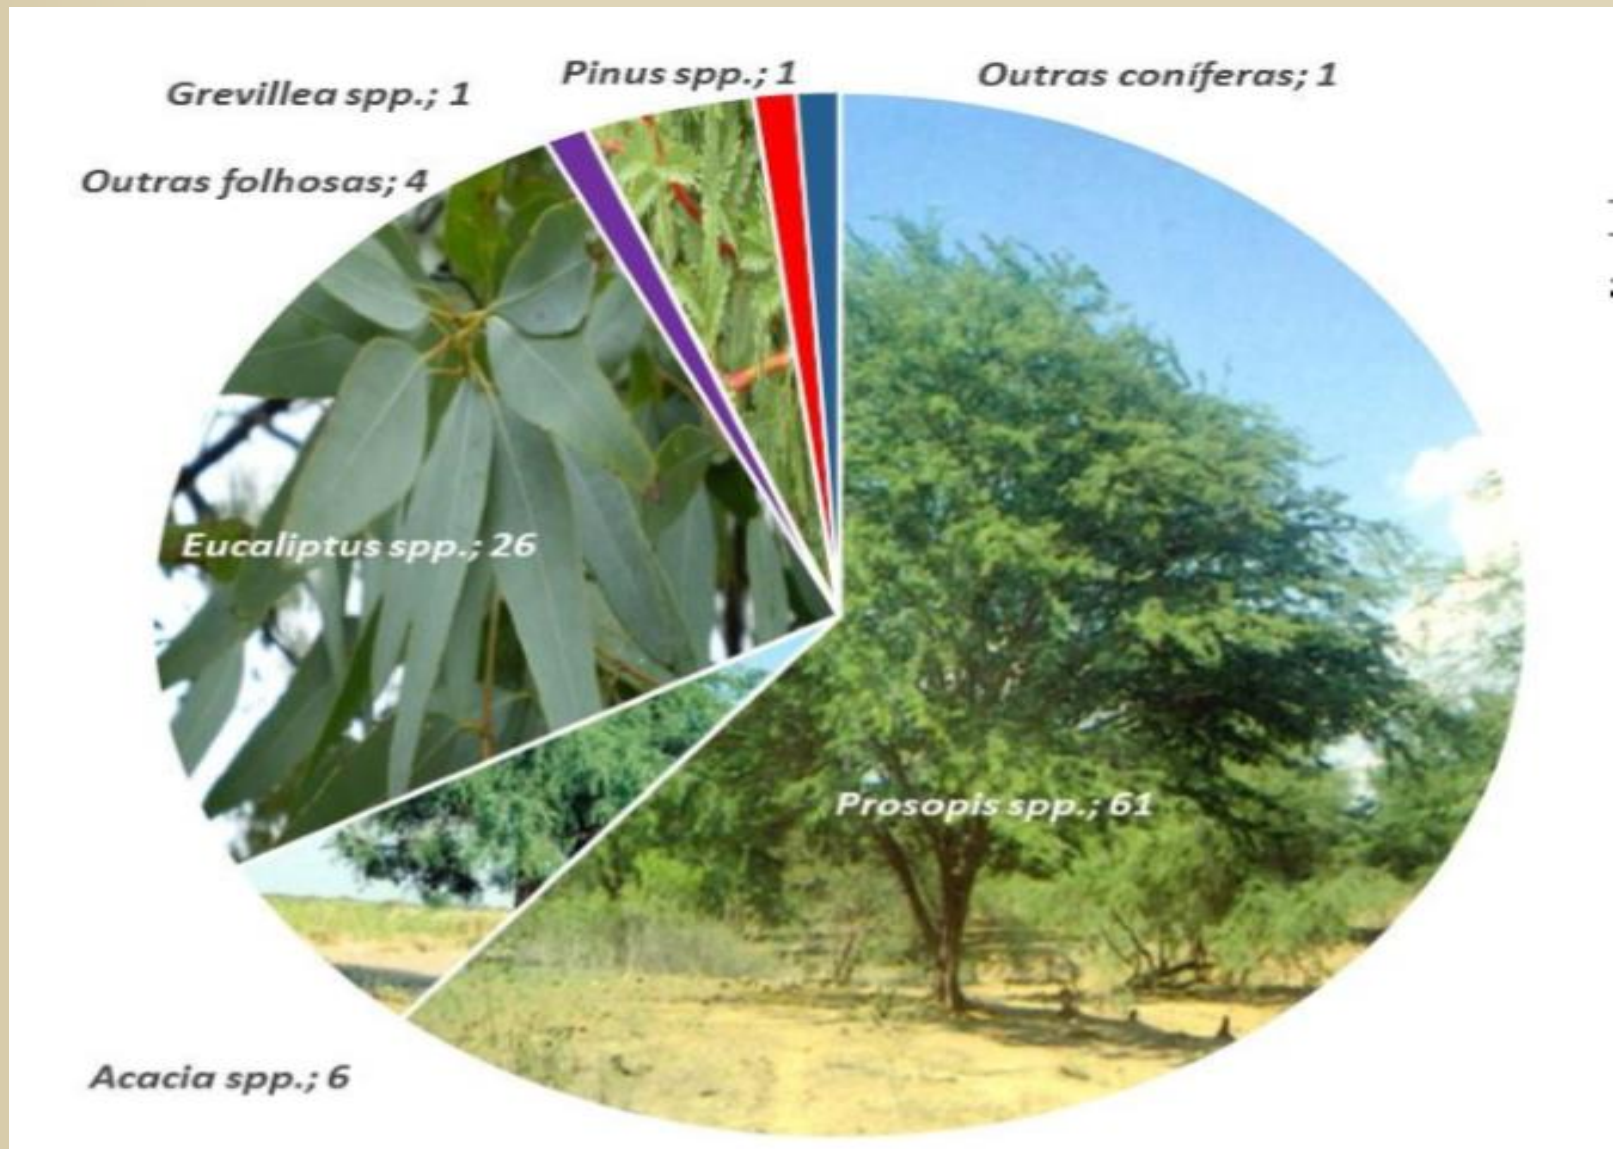 Pinus spp.; 1
Outras coníferas; 1
Grevillea spp.; 1
Outras folhosas; 4
Eucaliptus spp.; 26
Prosopis spp.; 61
Acacia spp.; 6